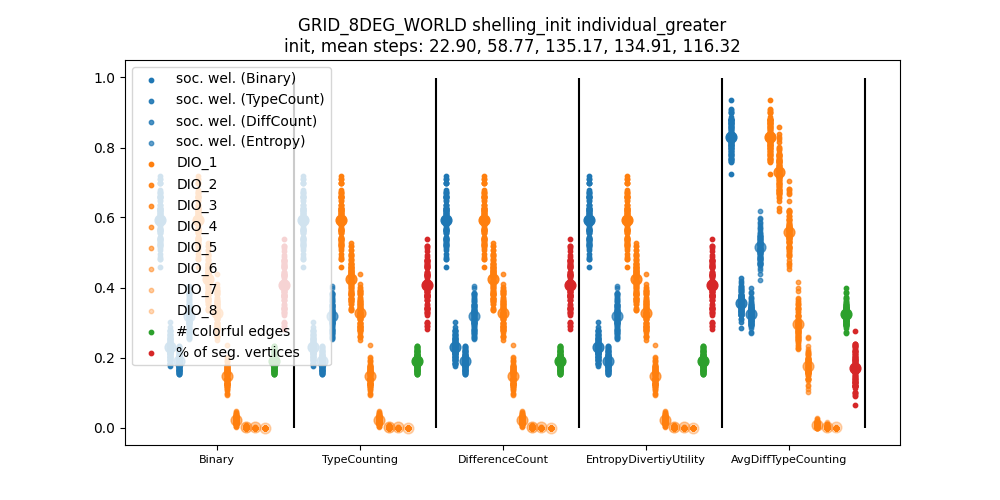 GRID_8DEG_WORLD shelling_init individual_greater
init, mean steps: 22.90, 58.77, 135.17, 134.91, 116.32
1.0
0.8
0.6
0.4
0.2
0.0
soc. wel. (Binary)
soc. wel. (TypeCount)
soc. wel. (DiffCount)
soc. wel. (Entropy)
DIO_1
DIO_2
DIO_3
DIO_4
DIO_5
DIO_6
DIO_7
DIO_8
# colorful edges
% of seg. vertices
Binary
TypeCounting
DifferenceCount
EntropyDivertiyUtility
AvgDiffTypeCounting